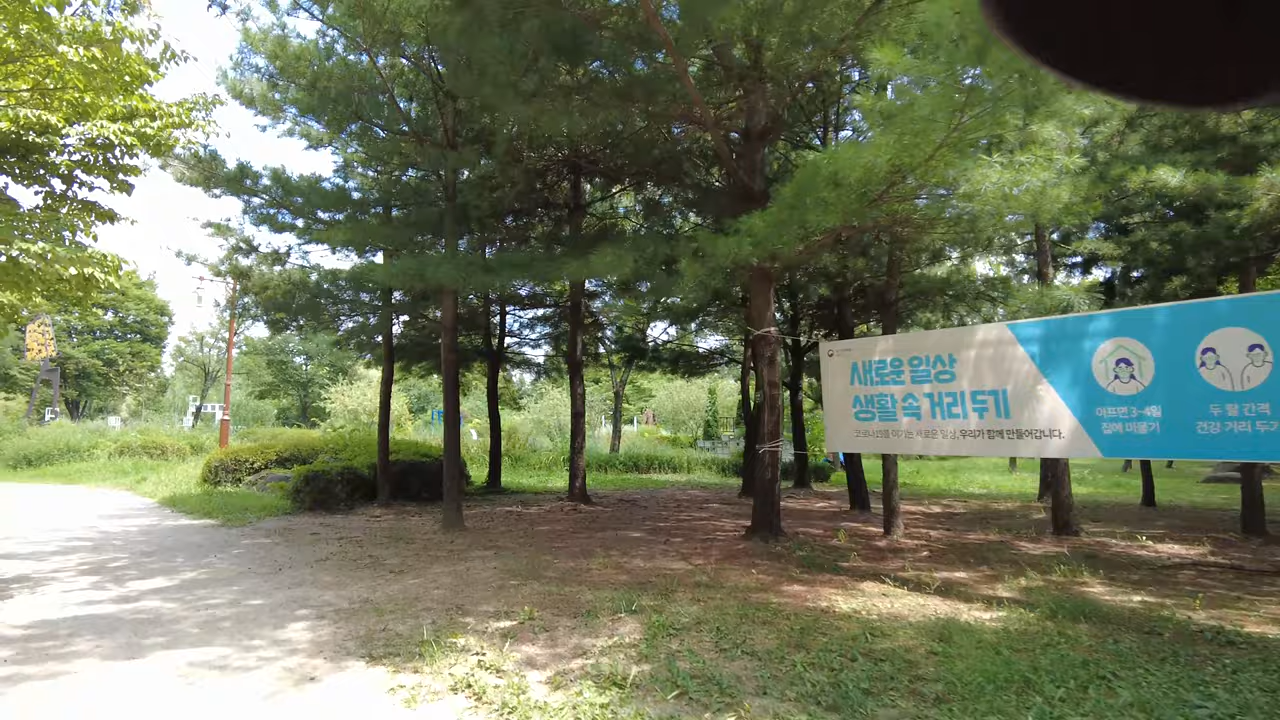 새로운 일상
생활 속 거리 두기
코로나19를 이기는 새로운 일상, 우리가 함께 만들어갑니다.
아프면 3~4일
집에 머물기
두 팔 간격
건강 거리 두기